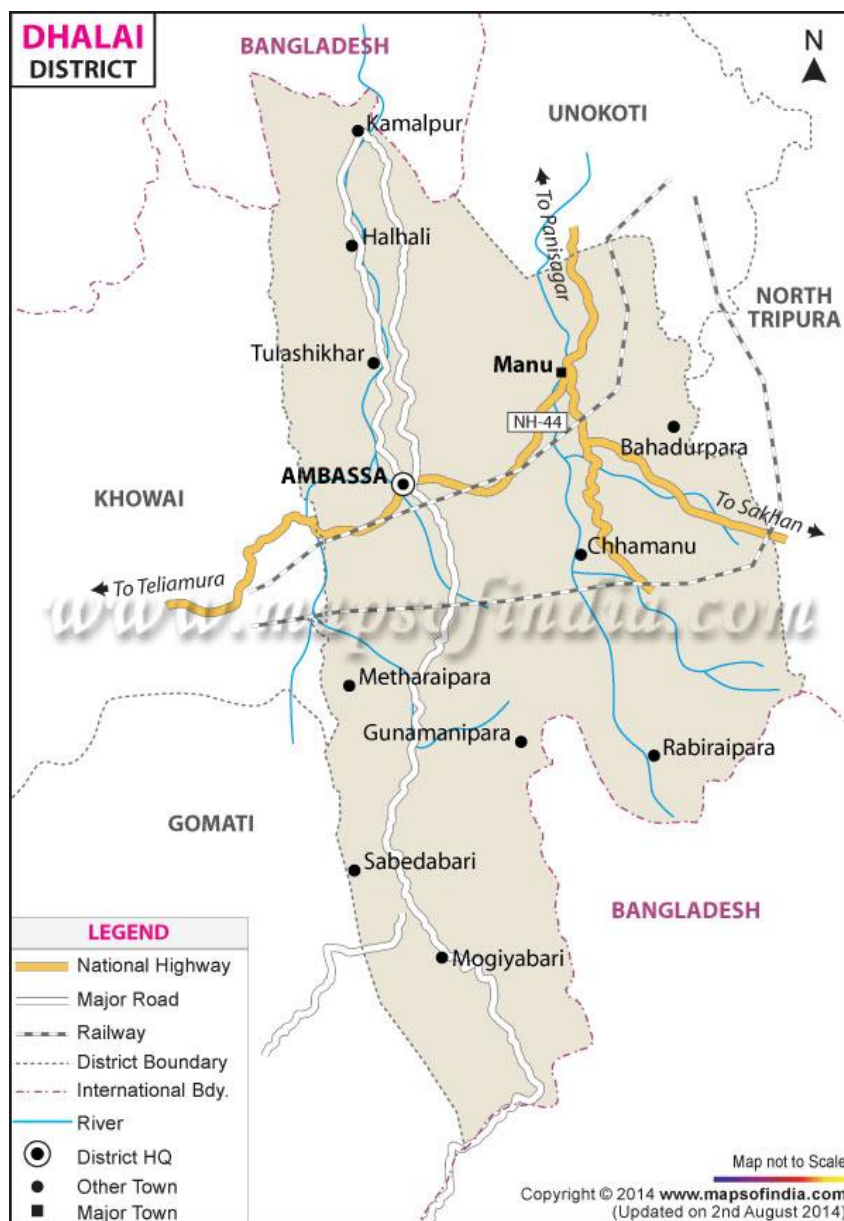 DHALAI
DISTRICT
BANGLADESH
N
Kamalpur
UNOKOTI
To Panisagar
Halhali
NORTH
TRIPURA
Tulashikhar
Manu
NH-44
Bahadurpara
AMBASSA
KHOWAI
To Sakhan
Chhamanu
To Teliamura
www.mapsofindia.com
Metharaipara
Gunamanipara
Rabiraipara
GOMATI
Sabedabari
BANGLADESH
Mogiyabari
LEGEND
National Highway
Major Road
Railway
District Boundary
International Bdy.
River
District HQ
Other Town
Major Town
Map not to Scale
Copyright © 2014 www.mapsofindia.com
(Updated on 2nd August 2014)